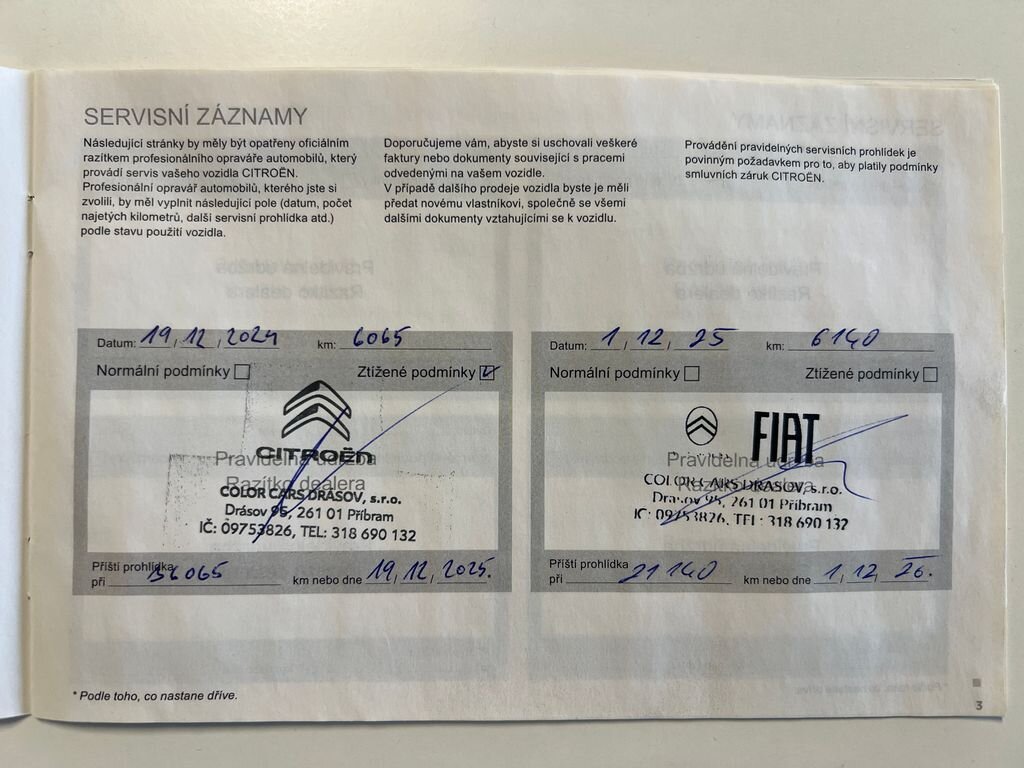 SERVISNÍ ZÁZNAMY
Následující stránky by měly být opatřeny oficiálním
razítkem profesionálního opraváře automobilů, který
provádí servis vašeho vozidla CITROËN.
Profesionální opravář automobilů, kterého jste si
zvolili, by měl vyplnit následující pole (datum, počet
najetých kilometrů, další servisní prohlídka atd.)
podle stavu použití vozidla.
Doporučujeme vám, abyste si uschovali veškeré
faktury nebo dokumenty související s pracemi
odvedenými na vašem vozidle.
V případě dalšího prodeje vozidla byste je měli
předat novému vlastníkovi, společně se všemi
dalšími dokumenty vztahujícími se k vozidlu.
Provádění pravidelných servisních prohlídek je
povinným požadavkem pro to, aby platily podmínky
smluvních záruk CITROËN.
Datum: 19, 12, 2024 km: 6065
Normální podmínky Ztížené podmínky
CITROËN
Pravidelná údržba
Razítko dealera
COLOR CARS DRÁSOV, s.r.o.
Drásov 95, 261 01 Příbram
IČ: 09753826, TEL: 318 690 132
Příští prohlídka
při km nebo dne 19, 12, 2025.
Datum: 1, 12, 25 km: 6140
Normální podmínky Ztížené podmínky
FIAT
Pravidelná údržba
Razítko dealera
COLOR CARS DRÁSOV, s.r.o.
Drásov 95, 261 01 Příbram
IČ: 09753826, TEL: 318 690 132
Příští prohlídka
při 21140 km nebo dne 1, 12, 26.
* Podle toho, co nastane dříve.
3